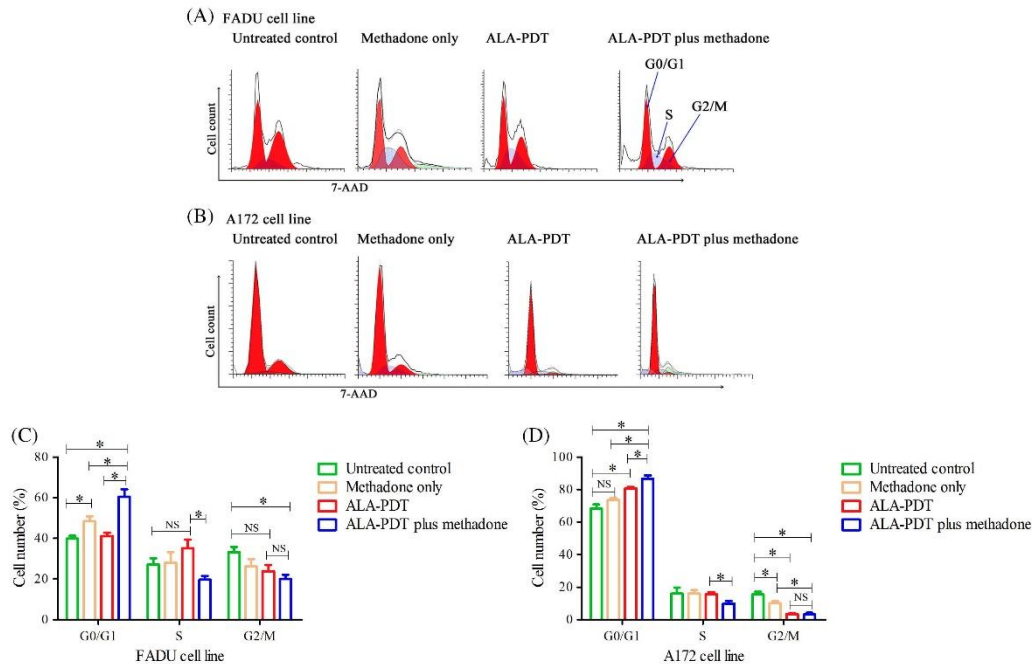 (A) FADU cell line
Untreated control Methadone only ALA-PDT ALA-PDT plus methadone
G0/G1
S
G2/M
Cell count
7-AAD
(B) A172 cell line
Untreated control Methadone only ALA-PDT ALA-PDT plus methadone
Cell count
7-AAD
(C)
80
60
40
20
0
Cell number (%)
* * * *
NS *
* NS NS
G0/G1 S G2/M
FADU cell line
Untreated control
Methadone only
ALA-PDT
ALA-PDT plus methadone
(D)
100
80
60
40
20
0
Cell number (%)
* * * * NS
*
* * * * NS
G0/G1 S G2/M
A172 cell line
Untreated control
Methadone only
ALA-PDT
ALA-PDT plus methadone